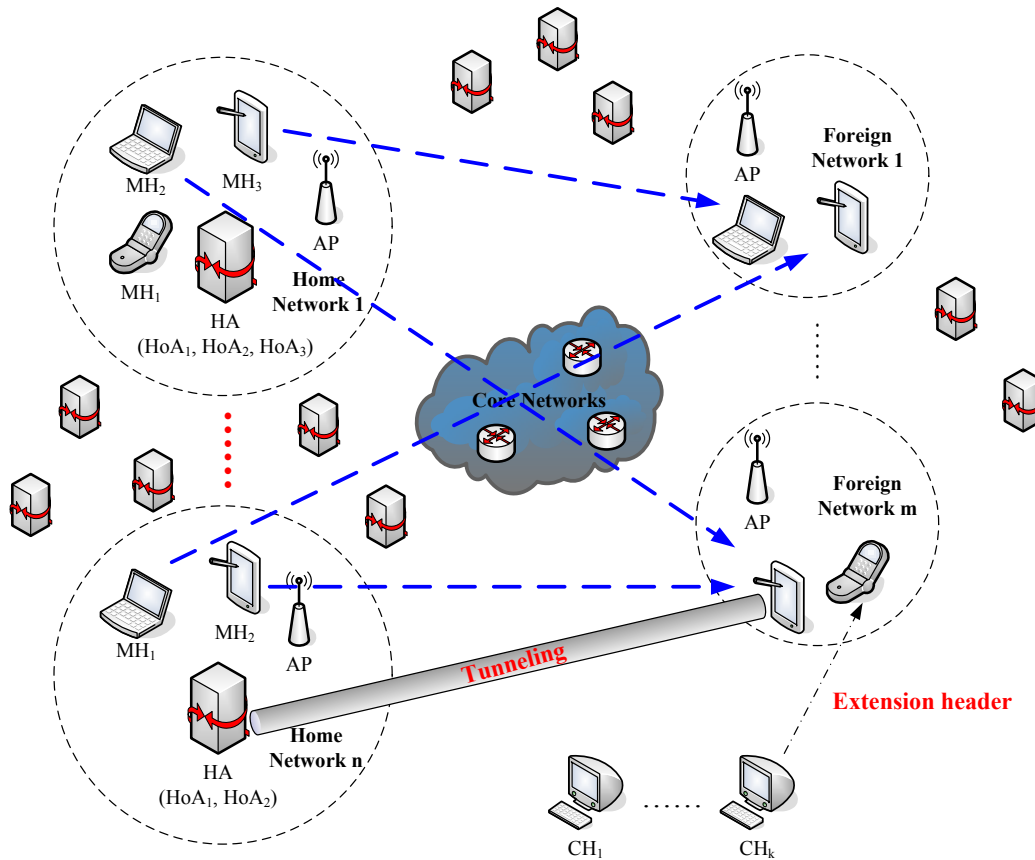 MH₂
MH₃
AP
MH₁
Home
Network 1
HA
(HoA₁, HoA₂, HoA₃)
AP
Foreign
Network 1
Core Networks
AP
Foreign
Network m
MH₁
MH₂
AP
Tunneling
HA
(HoA₁, HoA₂)
Home
Network n
Extension header
CH₁
CHₖ